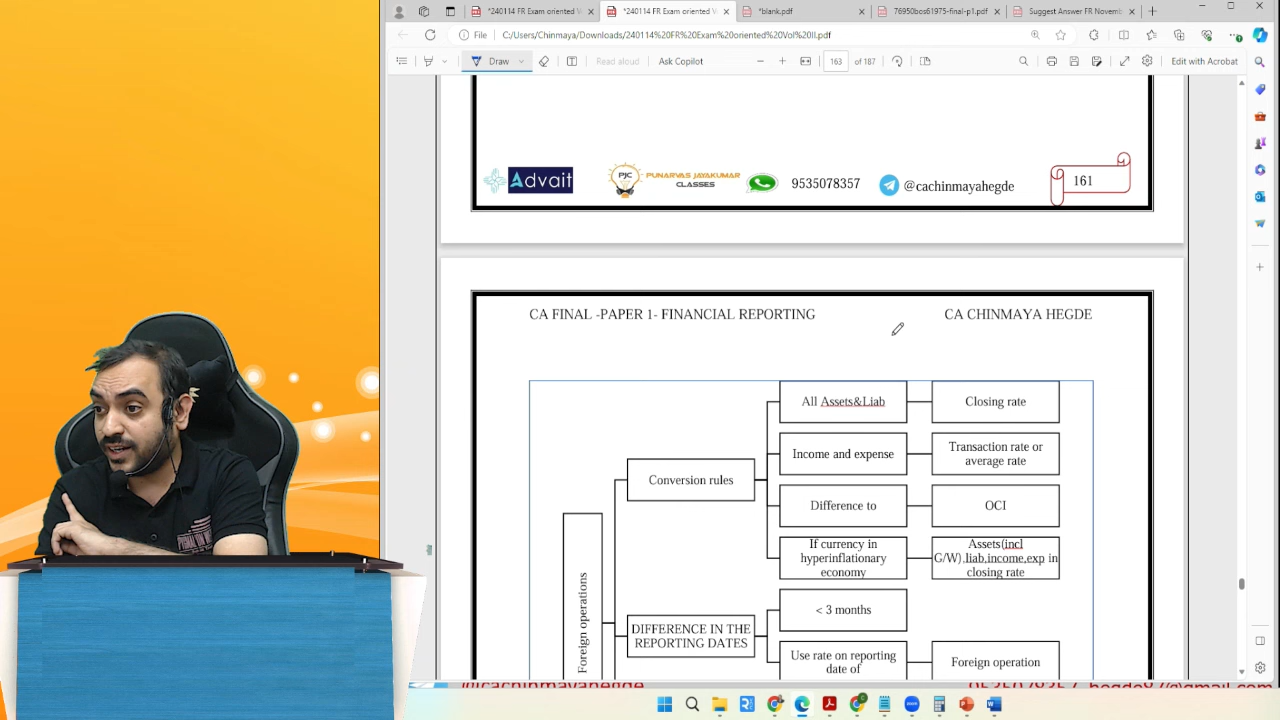 *240114 FR Exam oriented V
*240114 FR Exam oriented V
*blank.pdf
76950bos61975-final-p1.pdf
Suggest Answer FR Novemb
File
C:/Users/Chinmaya/Downloads/240114%20FR%20Exam%20oriented%20Vol%20II.pdf
Draw
Read aloud
Ask Copilot
163 of 187
Edit with Acrobat
Advait
PJC
PUNARVAS JAYAKUMAR
CLASSES
9535078357
@cachinmayahegde
161
CA FINAL -PAPER 1- FINANCIAL REPORTING
CA CHINMAYA HEGDE
All Assets&Liab
Closing rate
Income and expense
Transaction rate or
average rate
Conversion rules
Difference to
OCI
If currency in
hyperinflationary
economy
Assets(incl
G/W),liab,income,exp in
closing rate
Foreign operations
< 3 months
DIFFERENCE IN THE
REPORTING DATES
Use rate on reporting
date of
Foreign operation
@cachinmayahegde